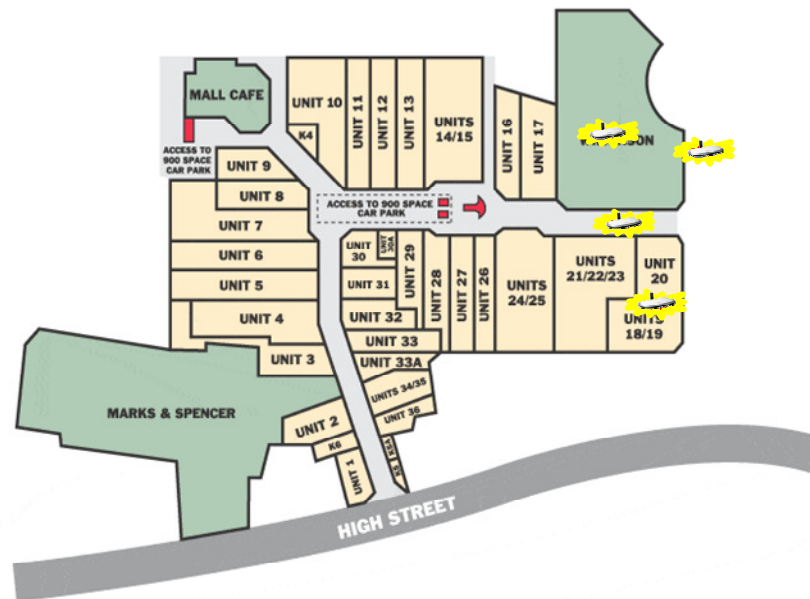 MALL CAFE
ACCESS TO
900 SPACE
CAR PARK
UNIT 10
K4
UNIT 11
UNIT 12
UNIT 13
UNITS
14/15
UNIT 16
UNIT 17
UNIT 9
UNIT 8
UNIT 7
UNIT 6
UNIT 5
UNIT 4
UNIT 3
ACCESS TO 900 SPACE
CAR PARK
UNIT
30
UNIT
30A
UNIT 29
UNIT 31
UNIT 32
UNIT 33
UNIT 33A
UNIT 28
UNIT 27
UNIT 26
UNITS
24/25
UNITS
21/22/23
UNIT
20
UNITS
18/19
UNITS 34/35
UNIT 36
MARKS & SPENCER
UNIT 2
K6
UNIT 1
K5A
K5
HIGH STREET